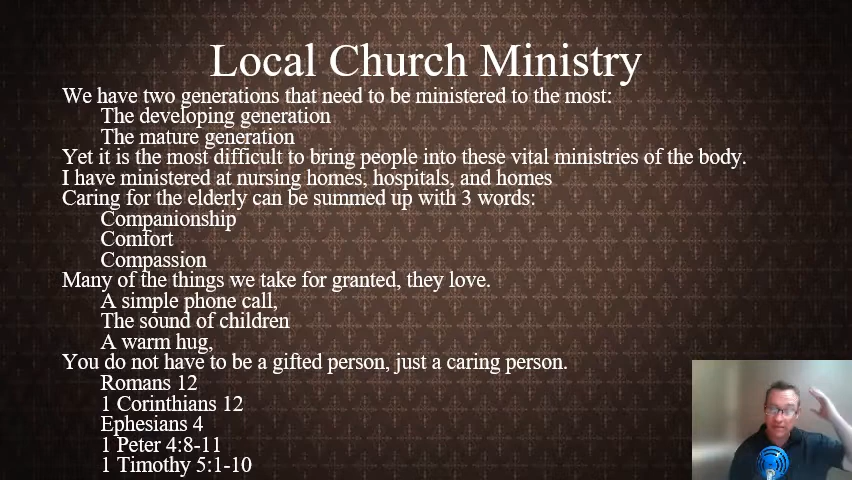 Local Church Ministry
We have two generations that need to be ministered to the most:
The developing generation
The mature generation
Yet it is the most difficult to bring people into these vital ministries of the body.
I have ministered at nursing homes, hospitals, and homes
Caring for the elderly can be summed up with 3 words:
Companionship
Comfort
Compassion
Many of the things we take for granted, they love.
A simple phone call,
The sound of children
A warm hug,
You do not have to be a gifted person, just a caring person.
Romans 12
1 Corinthians 12
Ephesians 4
1 Peter 4:8-11
1 Timothy 5:1-10